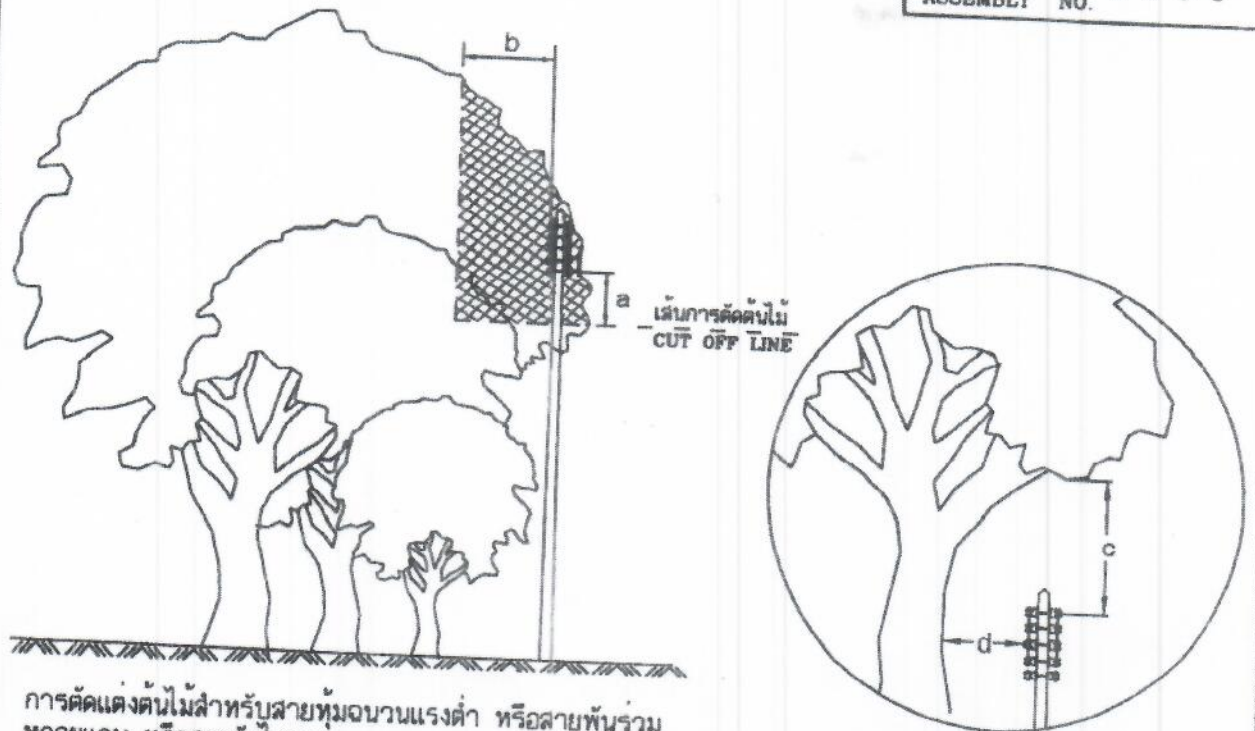 ASSEMBLY NO.
b
a
เส้นการตัดต้นไม้
CUT OFF LINE
c
d
การตัดแต่งต้นไม้สำหรับสายหุ้มฉนวนแรงต่ำ หรือสายพันร่วม